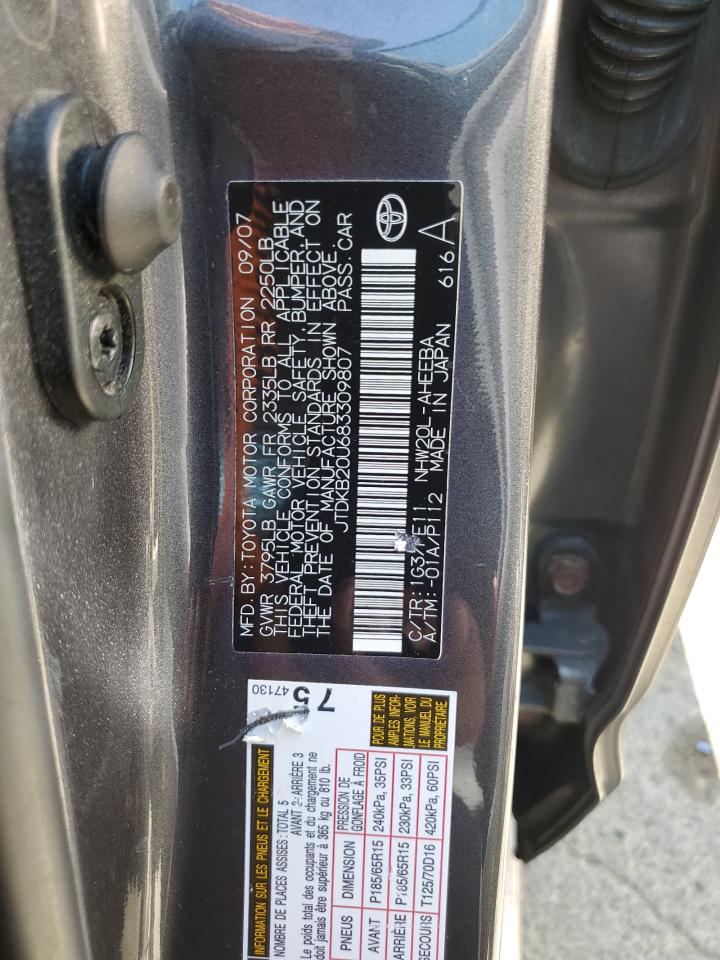 MFD. BY: TOYOTA MOTOR CORPORATION 09/07
GVWR 3795LB GAWR FR 2335LB RR 2250LB
THIS VEHICLE CONFORMS TO ALL APPLICABLE
FEDERAL MOTOR VEHICLE SAFETY, BUMPER, AND
THEFT PREVENTION STANDARDS IN EFFECT ON
THE DATE OF MANUFACTURE SHOWN ABOVE.
JTDKB20U683309807 PASS. CAR
C/TR: 1G3/FE11 NHW20L-AHEEBA
A/TM: -01A/P112 MADE IN JAPAN 616 A
47130
75
INFORMATION SUR LES PNEUS ET LE CHARGEMENT
NOMBRE DE PLACES ASSISES: TOTAL 5
AVANT 2 ARRIÈRE 3
Le poids total des occupants et du chargement ne
doit jamais être supérieur à 365 kg ou 810 lb.
PNEUS DIMENSION PRESSION DE GONFLAGE À FROID
AVANT P185/65R15 240kPa, 35PSI
ARRIÈRE P185/65R15 230kPa, 33PSI
SECOURS T125/70D16 420kPa, 60PSI
POUR DE PLUS
AMPLES INFOR-
MATIONS, VOIR
LE MANUEL DU
PROPRIÉTAIRE